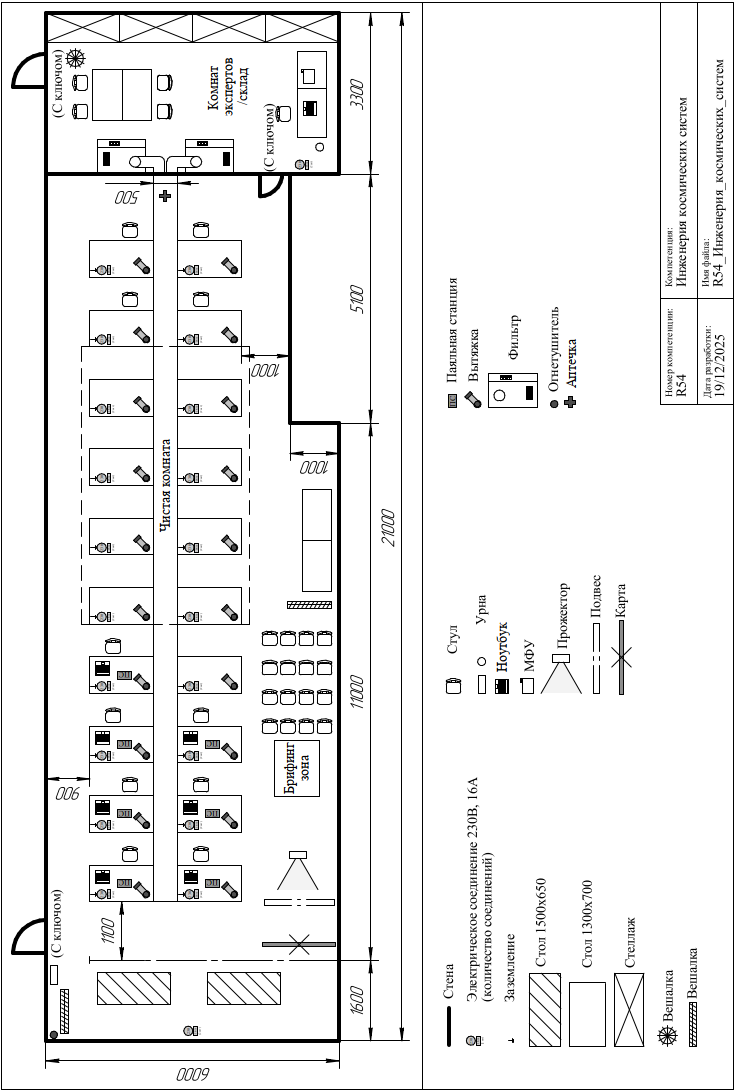 (С ключом)
Комнат
экспертов
/склад
(С ключом)
3300
500
5100
1000
Чистая комната
1000
21000
11000
Брифинг
зона
900
(С ключом)
1100
1600
6000
Стена
Электрическое соединение 230В, 16А
(количество соединений)
Заземление
Стол 1500х650
Стол 1300х700
Стеллаж
Вешалка
Вешалка
Стул
Урна
Ноутбук
МФУ
Прожектор
Подвес
Карта
ПС
Паяльная станция
Вытяжка
Фильтр
Огнетушитель
Аптечка
Номер компетенции:
R54
Компетенция:
Инженерия космических систем
Дата разработки:
19/12/2025
Имя файла:
R54_Инженерия_космических_систем